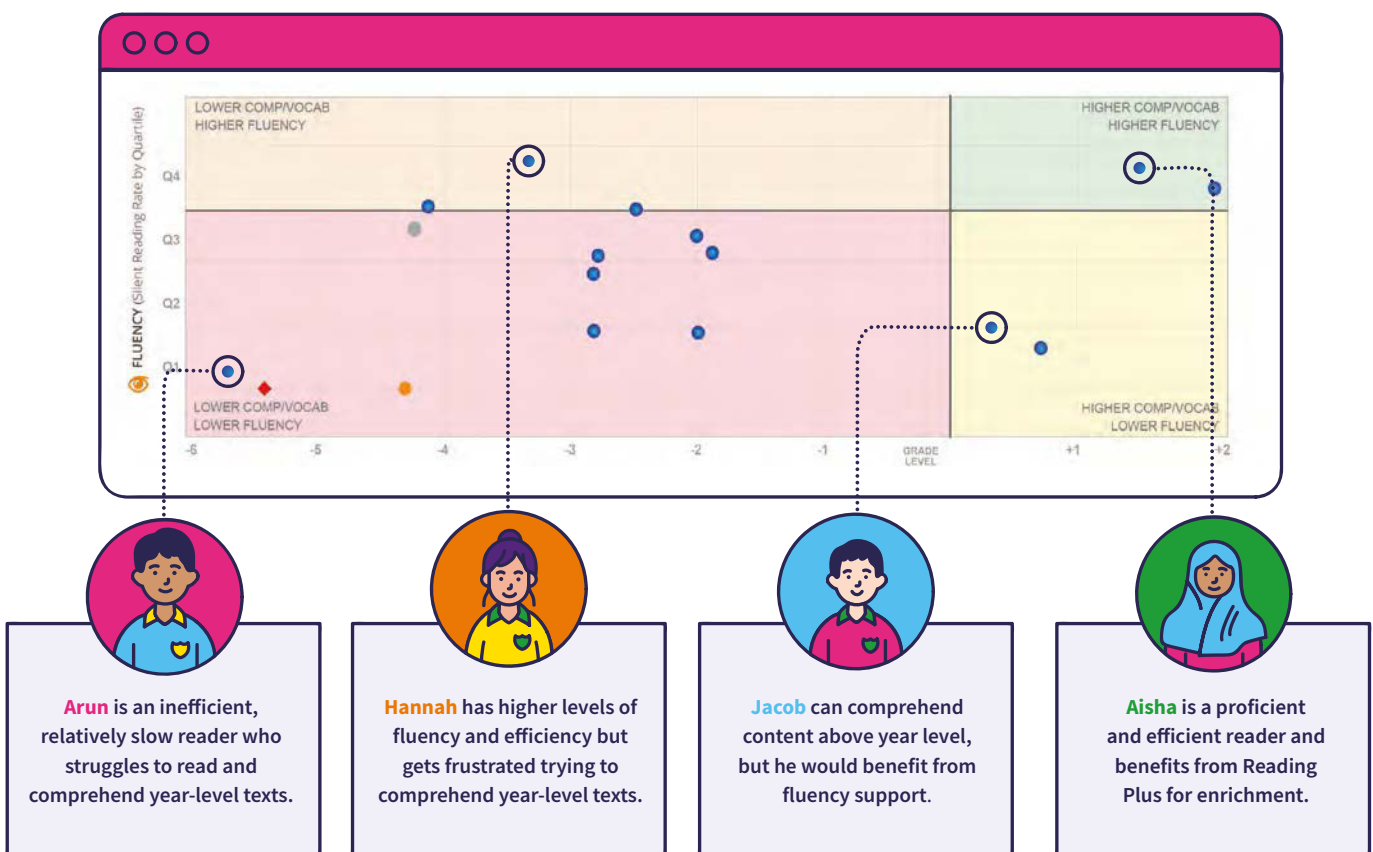 LOWER COMP/VOCAB
HIGHER FLUENCY
HIGHER COMP/VOCAB
HIGHER FLUENCY
FLUENCY (Silent Reading Rate by Quartile)
Q4
Q3
Q2
Q1
LOWER COMP/VOCAB
LOWER FLUENCY
HIGHER COMP/VOCAB
LOWER FLUENCY
-6
-5
-4
-3
-2
-1
GRADE
LEVEL
+1
+2
Arun is an inefficient,
relatively slow reader who
struggles to read and
comprehend year-level texts.
Hannah has higher levels of
fluency and efficiency but
gets frustrated trying to
comprehend year-level texts.
Jacob can comprehend
content above year level,
but he would benefit from
fluency support.
Aisha is a proficient
and efficient reader and
benefits from Reading
Plus for enrichment.